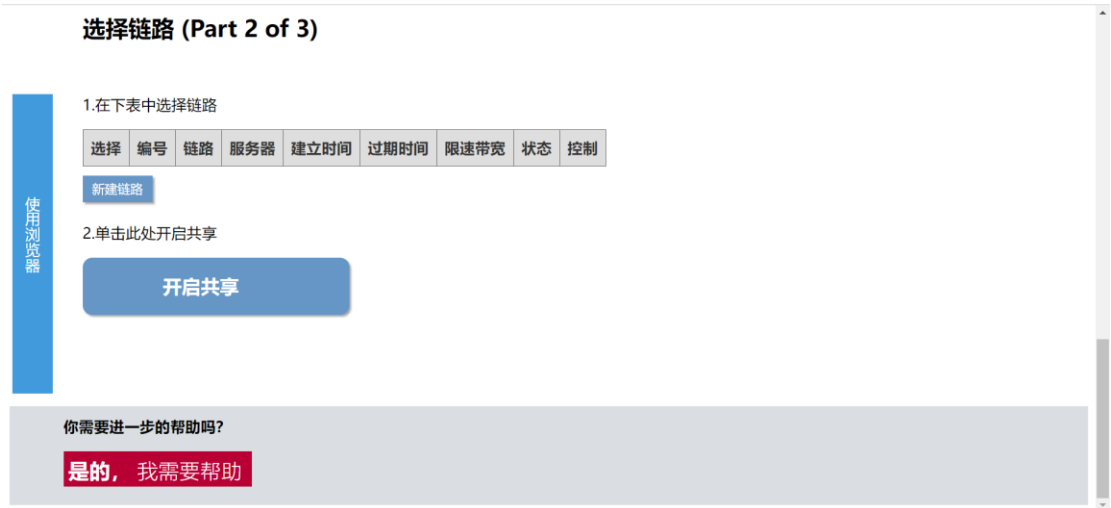 选择链路 (Part 2 of 3)
使用浏览器
1.在下表中选择链路
选择 编号 链路 服务器 建立时间 过期时间 限速带宽 状态 控制
新建链路
2.单击此处开启共享
开启共享
你需要进一步的帮助吗?
是的， 我需要帮助